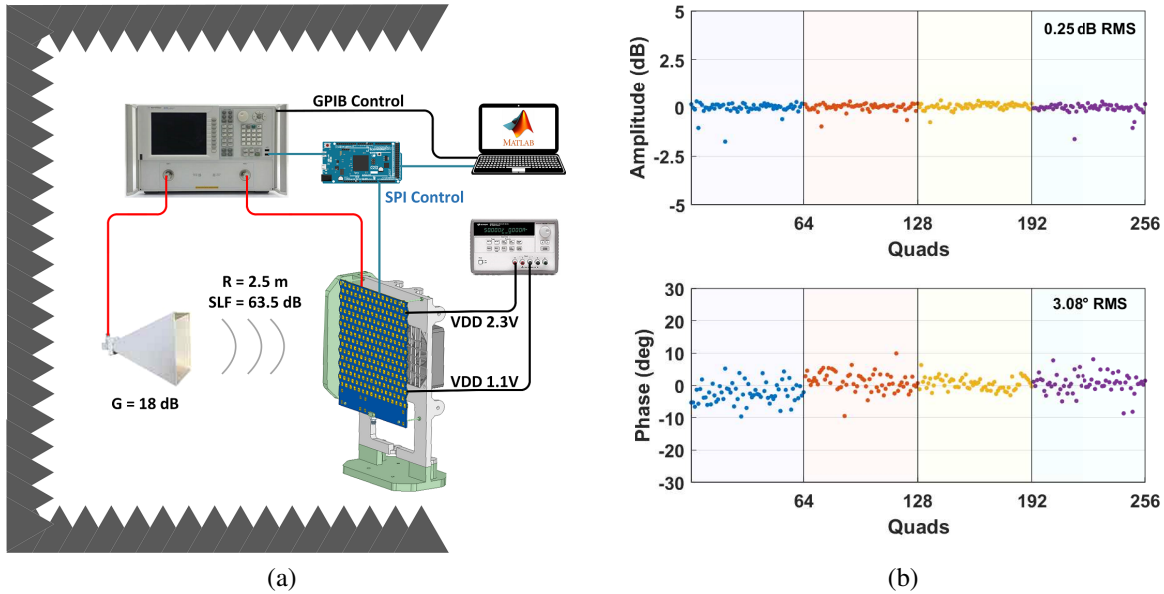 GPIB Control
MATLAB
SPI Control
R = 2.5 m
SLF = 63.5 dB
VDD 2.3V
VDD 1.1V
G = 18 dB
(a)
5
0.25 dB RMS
2.5
0
-2.5
-5
Amplitude (dB)
64 128 192 256
Quads
30
3.08° RMS
20
10
0
-10
-20
-30
Phase (deg)
64 128 192 256
Quads
(b)